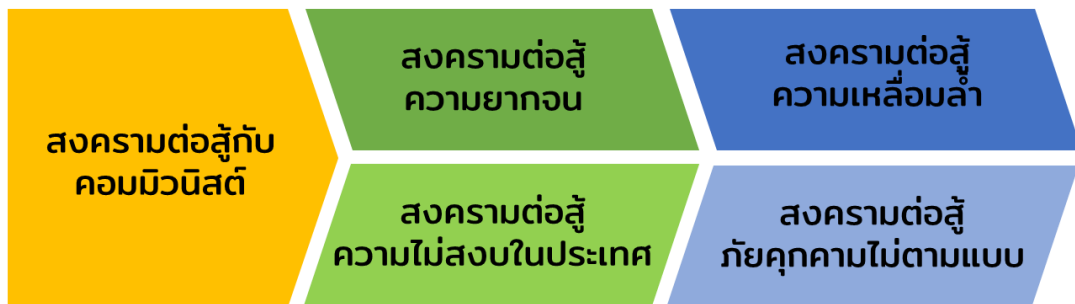 สงครามต่อสู้กับ
คอมมิวนิสต์
สงครามต่อสู้
ความยากจน
สงครามต่อสู้
ความไม่สงบในประเทศ
สงครามต่อสู้
ความเหลื่อมล้ำ
สงครามต่อสู้
ภัยคุกคามไม่ตามแบบ